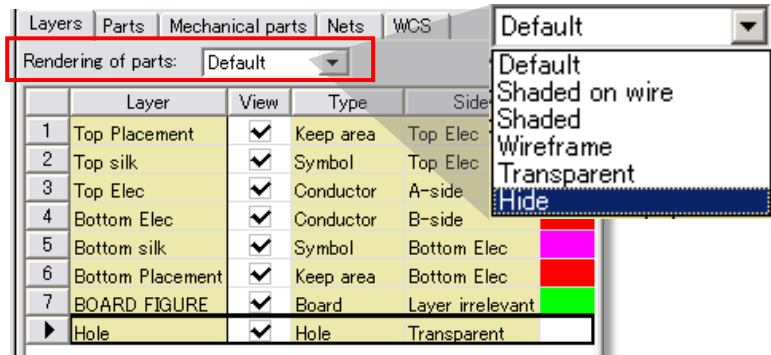 Layers Parts Mechanical parts Nets WCS
Rendering of parts: Default
Layer View Type Side
1 Top Placement Keep area Top Elec
2 Top silk Symbol Top Elec
3 Top Elec Conductor A-side
4 Bottom Elec Conductor B-side
5 Bottom silk Symbol Bottom Elec
6 Bottom Placement Keep area Bottom Elec
7 BOARD FIGURE Board Layer irrelevant
Hole Hole Transparent
Default
Default
Shaded on wire
Shaded
Wireframe
Transparent
Hide